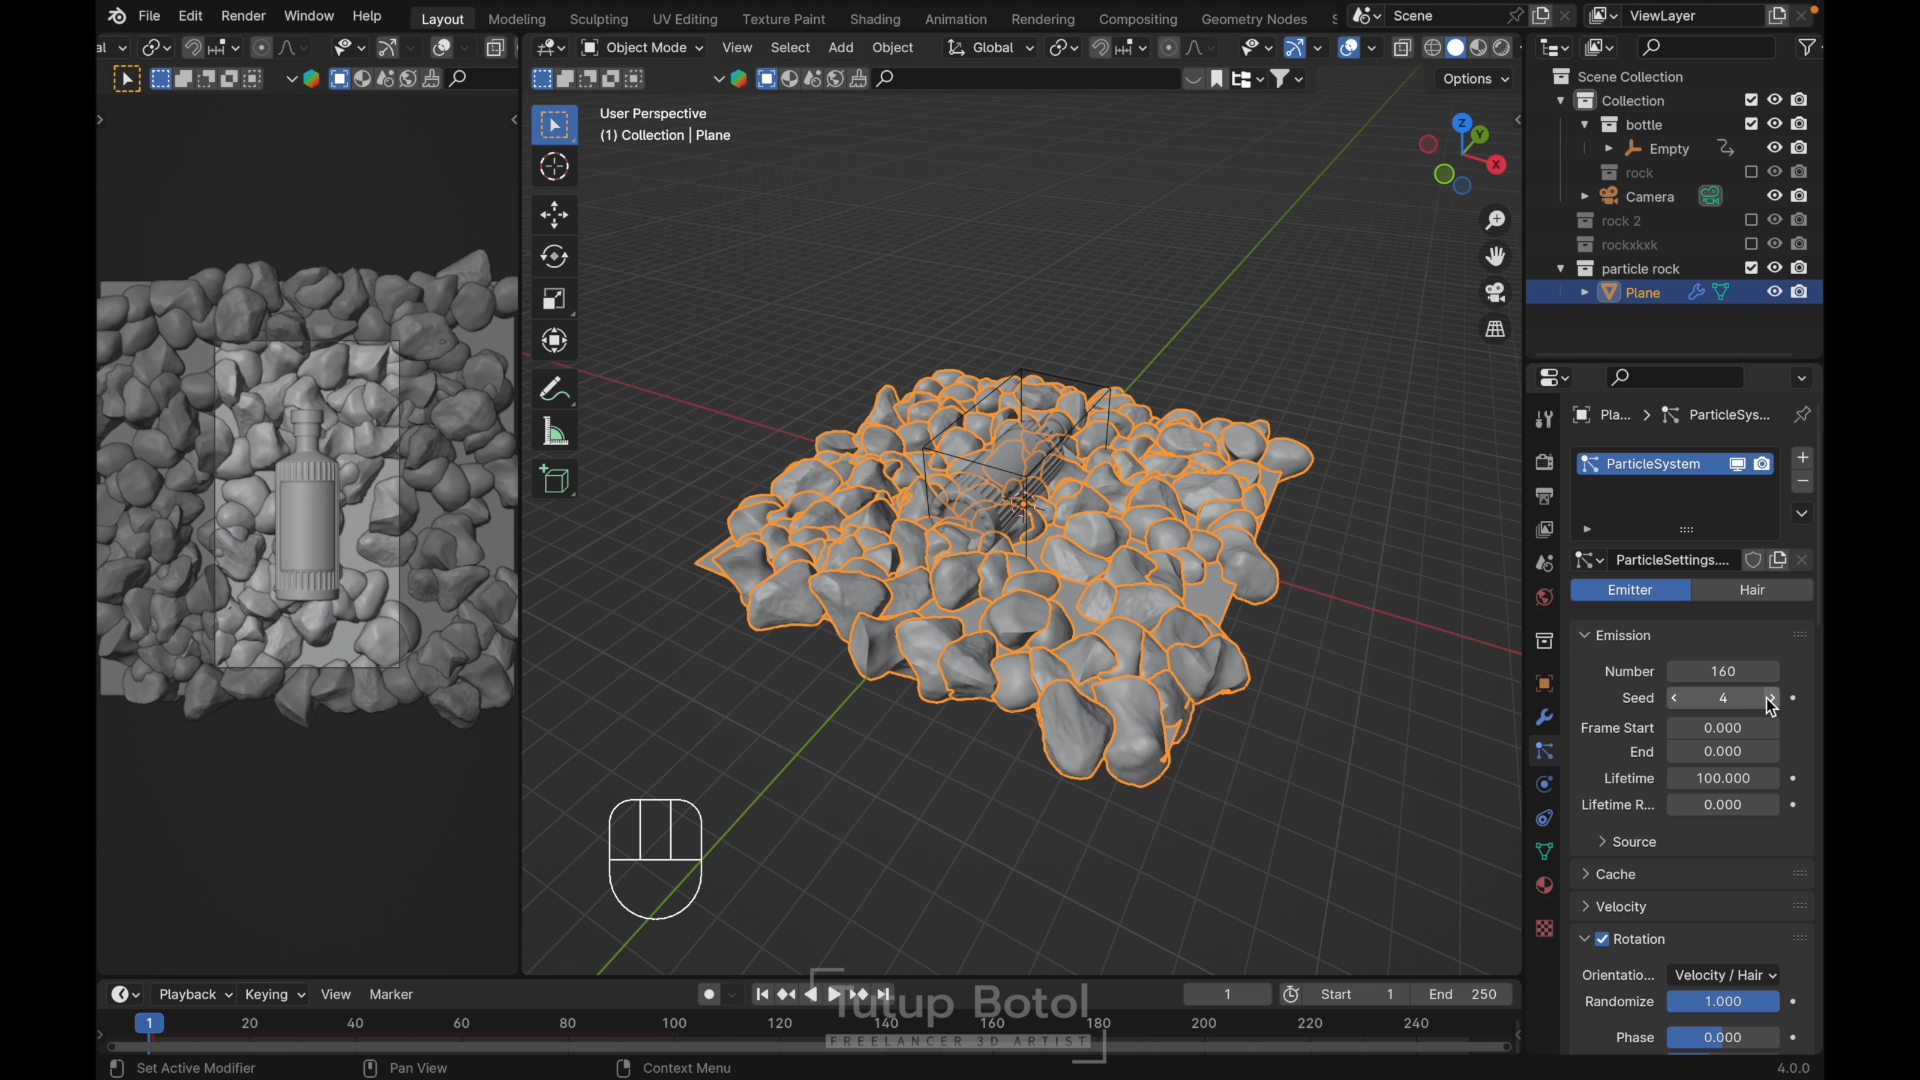 File Edit Render Window Help Layout Modeling Sculpting UV Editing Texture Paint Shading Animation Rendering Compositing Geometry Nodes Scene ViewLayer
al Object Mode View Select Add Object Global
Options
User Perspective
(1) Collection | Plane
Z
Y
X
Scene Collection
Collection
bottle
Empty
rock
Camera
rock 2
rockxkxk
particle rock
Plane
Pla... ParticleSys...
ParticleSystem
ParticleSettings....
Emitter Hair
Emission
Number 160
Seed 4
Frame Start 0.000
End 0.000
Lifetime 100.000
Lifetime R... 0.000
Source
Cache
Velocity
Rotation
Orientatio... Velocity / Hair
Randomize 1.000
Phase 0.000
Playback Keying View Marker 1 Start 1 End 250
1 20 40 60 80 100 120 140 160 180 200 220 240
Tutup Botol
FREELANCER 3D ARTIST
Set Active Modifier Pan View Context Menu 4.0.0